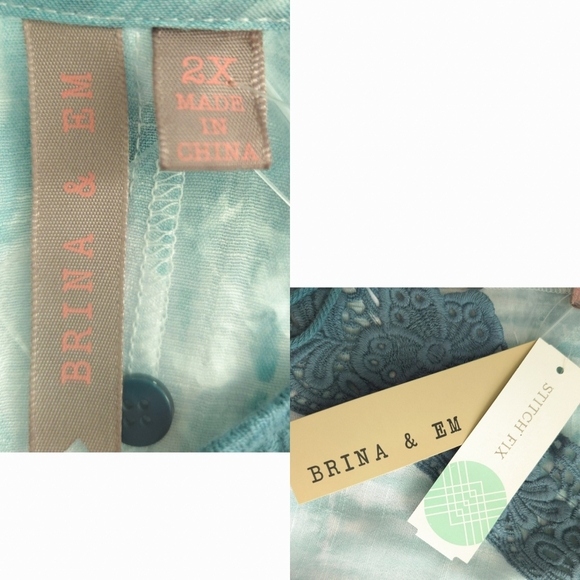 BRINA & EM
2X
MADE
IN
CHINA
BRINA & EM
STITCH FIX